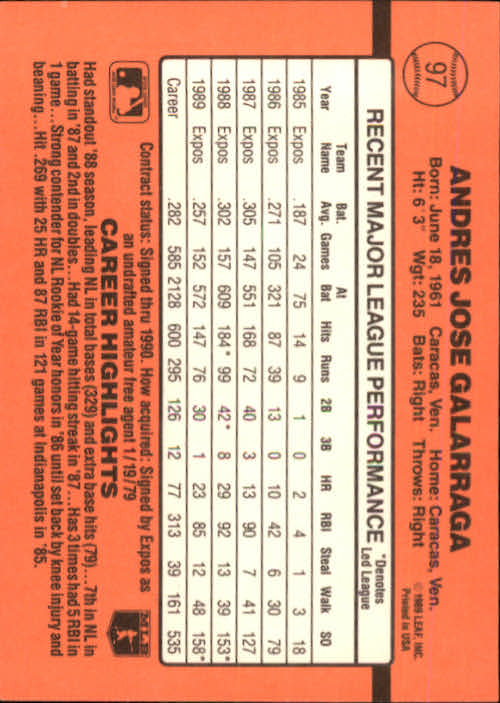 97
ANDRES JOSE GALARRAGA
© 1989 LEAF, INC.
Printed in USA
Born: June 18, 1961 Caracas, Ven. Home: Caracas, Ven.
Ht: 6' 3" Wgt: 235 Bats: Right Throws: Right
RECENT MAJOR LEAGUE PERFORMANCE *Denotes Led League
Year Team Name Bat. Avg. Games At Bat Hits Runs 2B 3B HR RBI Steal Walk SO
1985 Expos .187 24 75 14 9 1 0 2 4 1 3 18
1986 Expos .271 105 321 87 39 13 0 10 42 6 30 79
1987 Expos .305 147 551 168 72 40 3 13 90 7 41 127
1988 Expos .302 157 609 184* 99 42* 8 29 92 13 39 153*
1989 Expos .257 152 572 147 76 30 1 23 85 12 48 158*
Career .282 585 2128 600 295 126 12 77 313 39 161 535
Contract status: Signed thru 1990. How acquired: Signed by Expos as
an undrafted amateur free agent 1/19/79
CAREER HIGHLIGHTS
MLB
Had standout '88 season, leading NL in total bases (329) and extra base hits (79)...7th in NL in
batting in '87 and 2nd in doubles...Had 14-game hitting streak in '87...Has 3 times had 5 RBI in
1 game...Strong contender for NL Rookie of Year honors in '86 until set back by knee injury and
beaning...Hit .269 with 25 HR and 87 RBI in 121 games at Indianapolis in '85.